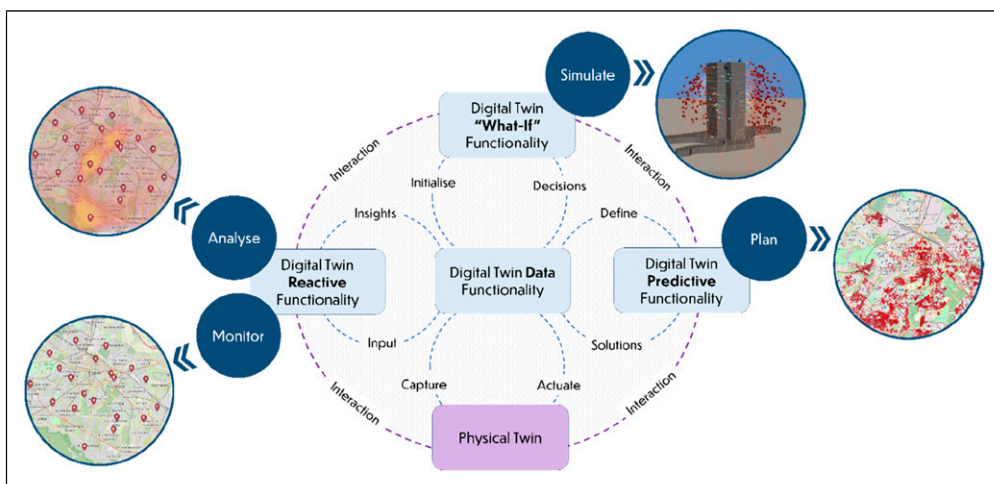 Simulate
Digital Twin
“What-If”
Functionality
Interaction
Interaction
Initialise
Decisions
Insights
Define
Analyse
Plan
Digital Twin
Reactive
Functionality
Digital Twin Data
Functionality
Digital Twin
Predictive
Functionality
Monitor
Input
Solutions
Capture
Actuate
Interaction
Interaction
Physical Twin